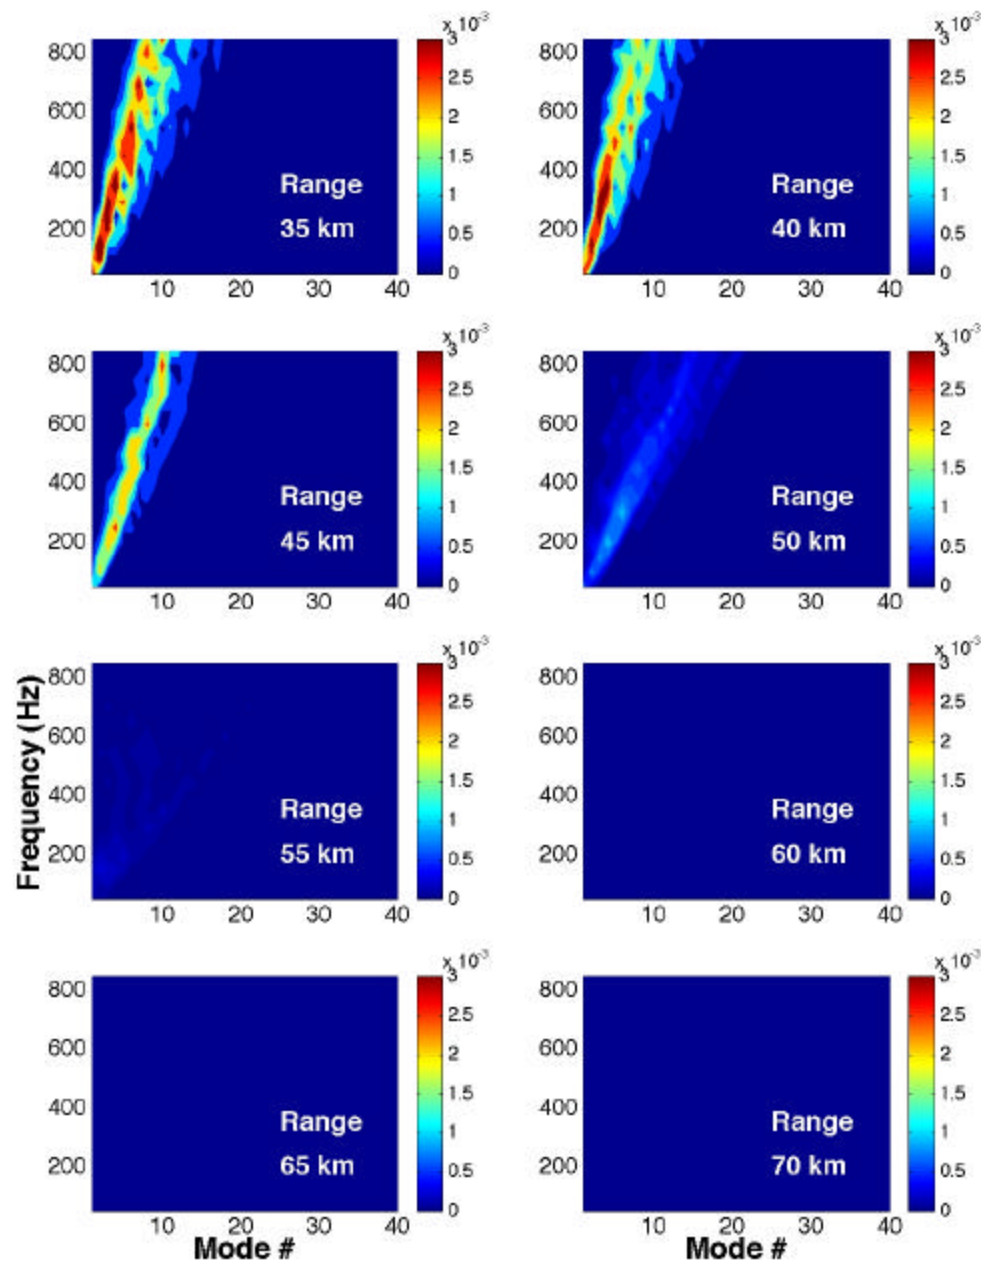 x 10-3 x 10-3
800 3 800 3
2.5 2.5
600 2 600 2
400 1.5 400 1.5
Range 1 Range 1
200 35 km 0.5 200 40 km 0.5
0 0
10 20 30 40 10 20 30 40
x 10-3 x 10-3
800 3 800 3
2.5 2.5
600 2 600 2
400 1.5 400 1.5
Range 1 Range 1
200 45 km 0.5 200 50 km 0.5
0 0
10 20 30 40 10 20 30 40
x 10-3 x 10-3
800 3 800 3
2.5 2.5
600 2 600 2
400 1.5 400 1.5
Range 1 Range 1
200 55 km 0.5 200 60 km 0.5
0 0
10 20 30 40 10 20 30 40
Frequency (Hz)
x 10-3 x 10-3
800 3 800 3
2.5 2.5
600 2 600 2
400 1.5 400 1.5
Range 1 Range 1
200 65 km 0.5 200 70 km 0.5
0 0
10 20 30 40 10 20 30 40
Mode # Mode #